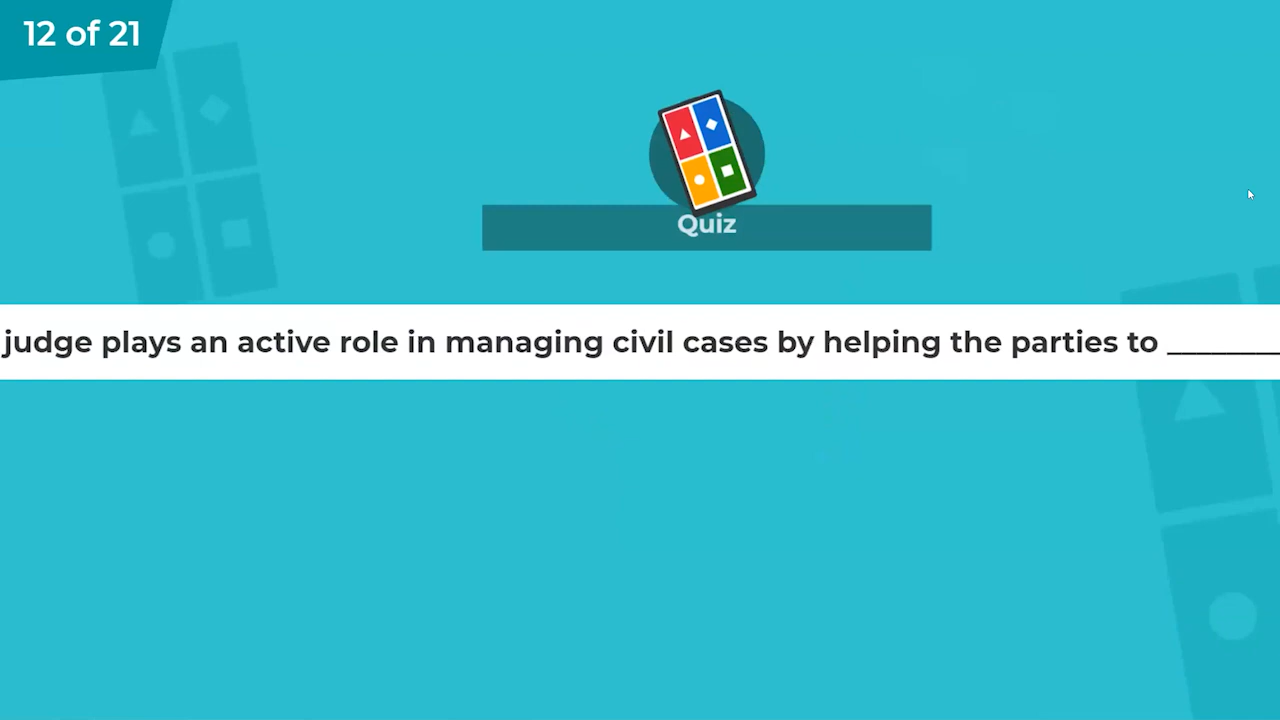 12 of 21
Quiz
judge plays an active role in managing civil cases by helping the parties to ________